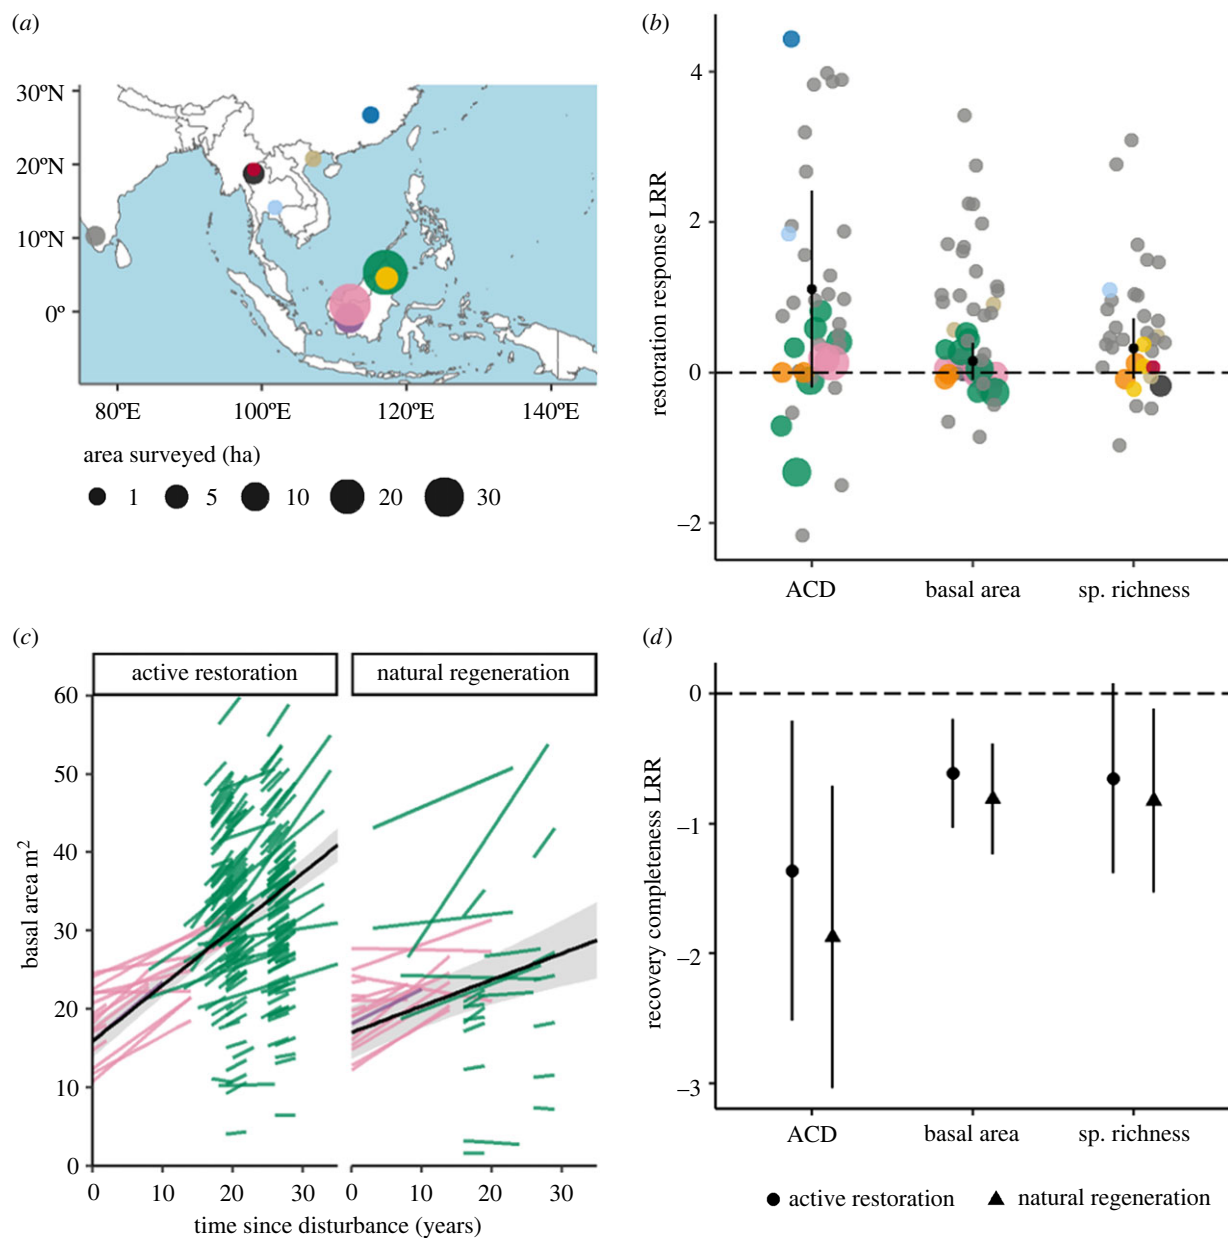 (a)
30ºN
20ºN
10ºN
0º
80ºE 100ºE 120ºE 140ºE
area surveyed (ha)
1 5 10 20 30
(b)
restoration response LRR
4
2
0
–2
ACD basal area sp. richness
(c)
active restoration natural regeneration
basal area m²
60
50
40
30
20
10
0
0 10 20 30 0 10 20 30
time since disturbance (years)
(d)
recovery completeness LRR
0
–1
–2
–3
ACD basal area sp. richness
active restoration natural regeneration